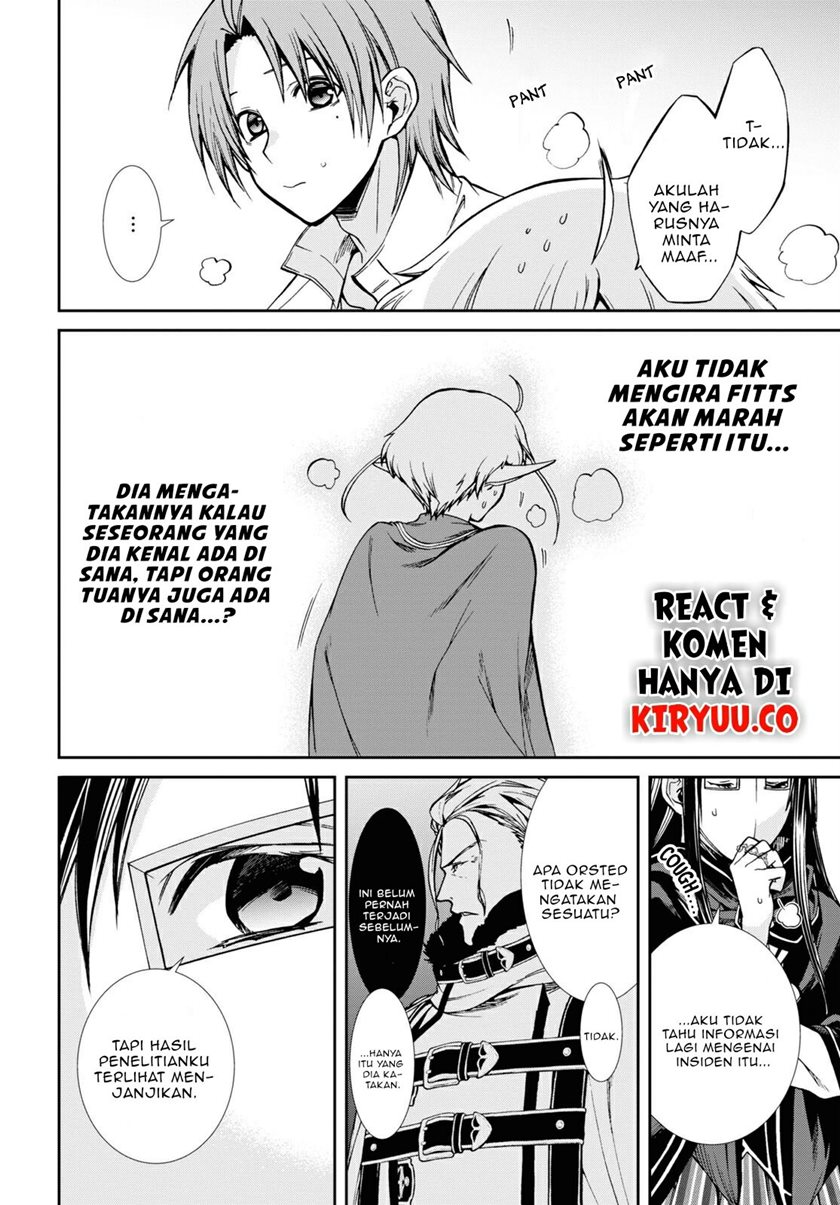 T-
TIDAK...
AKULAH
YANG HA-
RUSNYA
MINTA
MAAF...
PANT
PANT
...
AKU TIDAK
MENGIRA FITTS
AKAN MARAH
SEPERTI ITU...
DIA MENGA-
TAKANNYA KALAU
SESEORANG YANG
DIA KENAL ADA DI
SANA, TAPI ORANG
TUANYA JUGA ADA
DI SANA...?
REACT &
KOMEN
HANYA DI
KIRYUU.CO
COUGH...
...AKU TIDAK
TAHU INFORMASI
LAGI MENGENAI
INSIDEN ITU...
APA ORSTED
TIDAK ME-
NGATAKAN
SESUATU?
TIDAK.
INI BELUM
PERNAH
TERJADI
SEBELUM-
NYA.
...HANYA
ITU YANG
DIA KA-
TAKAN.
TAPI HASIL
PENELITIANKU
TERLIHAT MEN-
JANJIKAN.